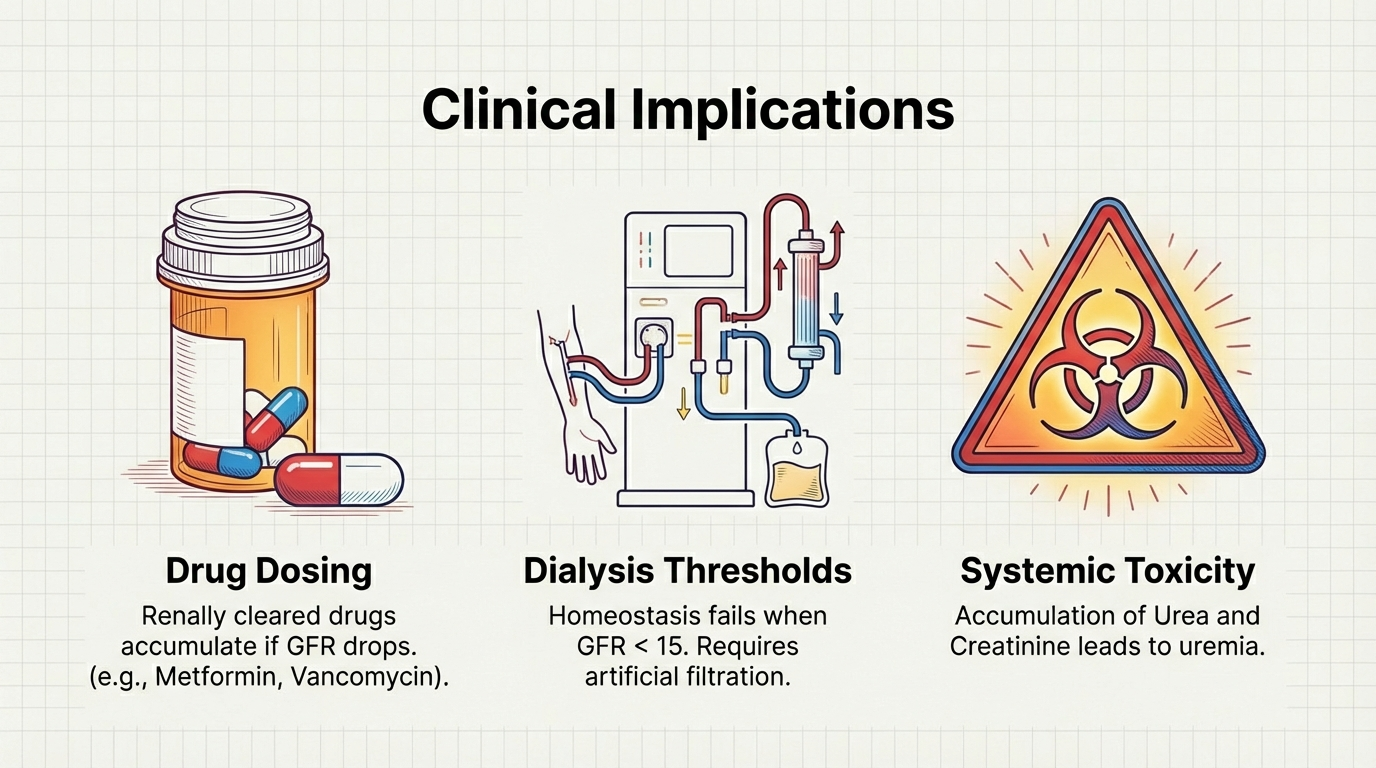 Clinical Implications
Drug Dosing
Renally cleared drugs
accumulate if GFR drops.
(e.g., Metformin, Vancomycin).
Dialysis Thresholds
Homeostasis fails when
GFR < 15. Requires
artificial filtration.
Systemic Toxicity
Accumulation of Urea and
Creatinine leads to uremia.